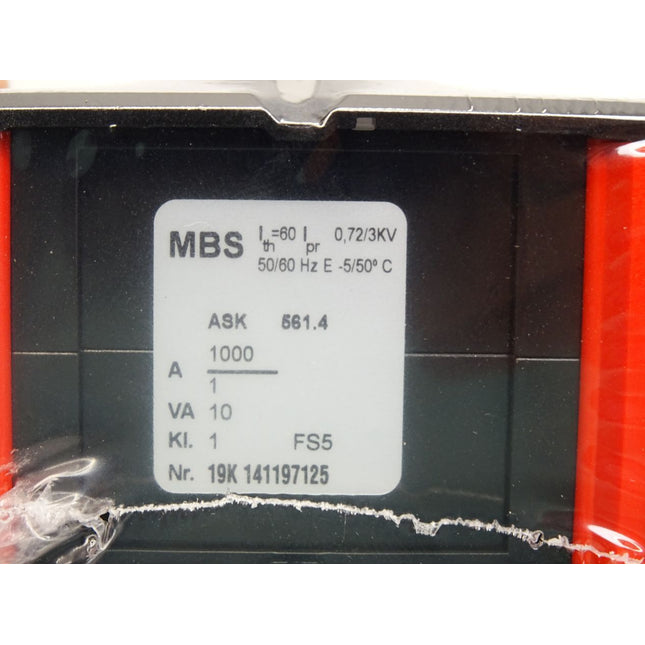 MBS Ith=60 Ipr 0,72/3KV
50/60 Hz E -5/50º C
ASK 561.4
A 1000
1
VA 10
Kl. 1 FS5
Nr. 19K 141197125